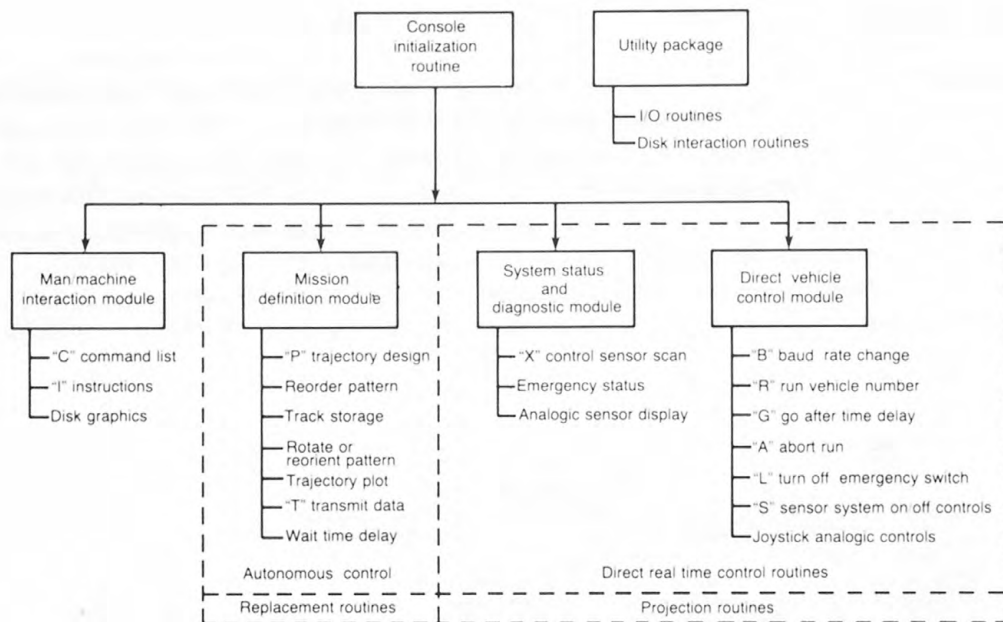 Console
initialization
routine
Utility package
I/O routines
Disk interaction routines
Man/machine
interaction module
"C" command list
"I" instructions
Disk graphics
Mission
definition module
"P" trajectory design
Reorder pattern
Track storage
Rotate or
reorient pattern
Trajectory plot
"T" transmit data
Wait time delay
Autonomous control
Replacement routines
System status
and
diagnostic module
"X" control sensor scan
Emergency status
Analogic sensor display
Direct vehicle
control module
"B" baud rate change
"R" run vehicle number
"G" go after time delay
"A" abort run
"L" turn off emergency switch
"S" sensor system on off controls
Joystick analogic controls
Direct real time control routines
Projection routines